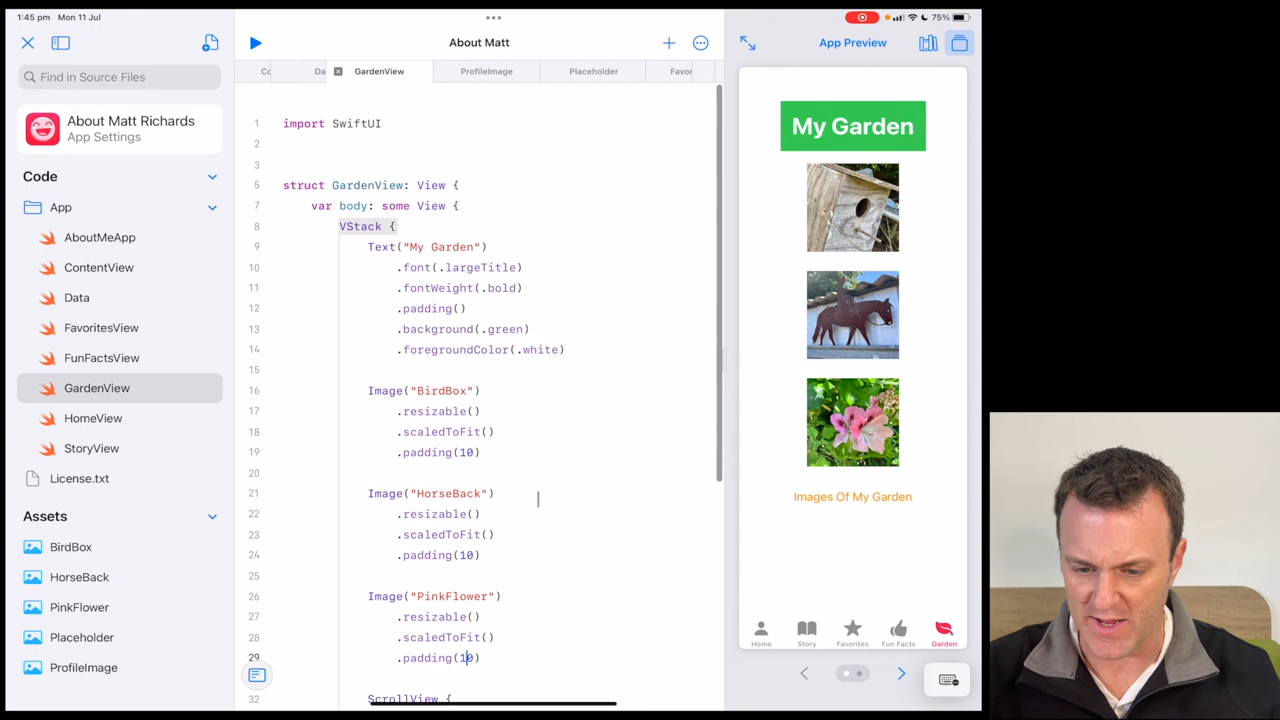 1:45 pm Mon 11 Jul
75%
About Matt
App Preview
Find in Source Files
Co
Da
GardenView
ProfileImage
Placeholder
Favor
About Matt Richards
App Settings
Code
App
AboutMeApp
ContentView
Data
FavoritesView
FunFactsView
GardenView
HomeView
StoryView
License.txt
Assets
BirdBox
HorseBack
PinkFlower
Placeholder
ProfileImage
1 import SwiftUI
2
3
5 struct GardenView: View {
7 var body: some View {
8 VStack {
9 Text("My Garden")
10 .font(.largeTitle)
11 .fontWeight(.bold)
12 .padding()
13 .background(.green)
14 .foregroundColor(.white)
15
16 Image("BirdBox")
17 .resizable()
18 .scaledToFit()
19 .padding(10)
20
21 Image("HorseBack")
22 .resizable()
23 .scaledToFit()
24 .padding(10)
25
26 Image("PinkFlower")
27 .resizable()
28 .scaledToFit()
29 .padding(10)
32 ScrollView {
My Garden
Images Of My Garden
Home
Story
Favorites
Fun Facts
Garden